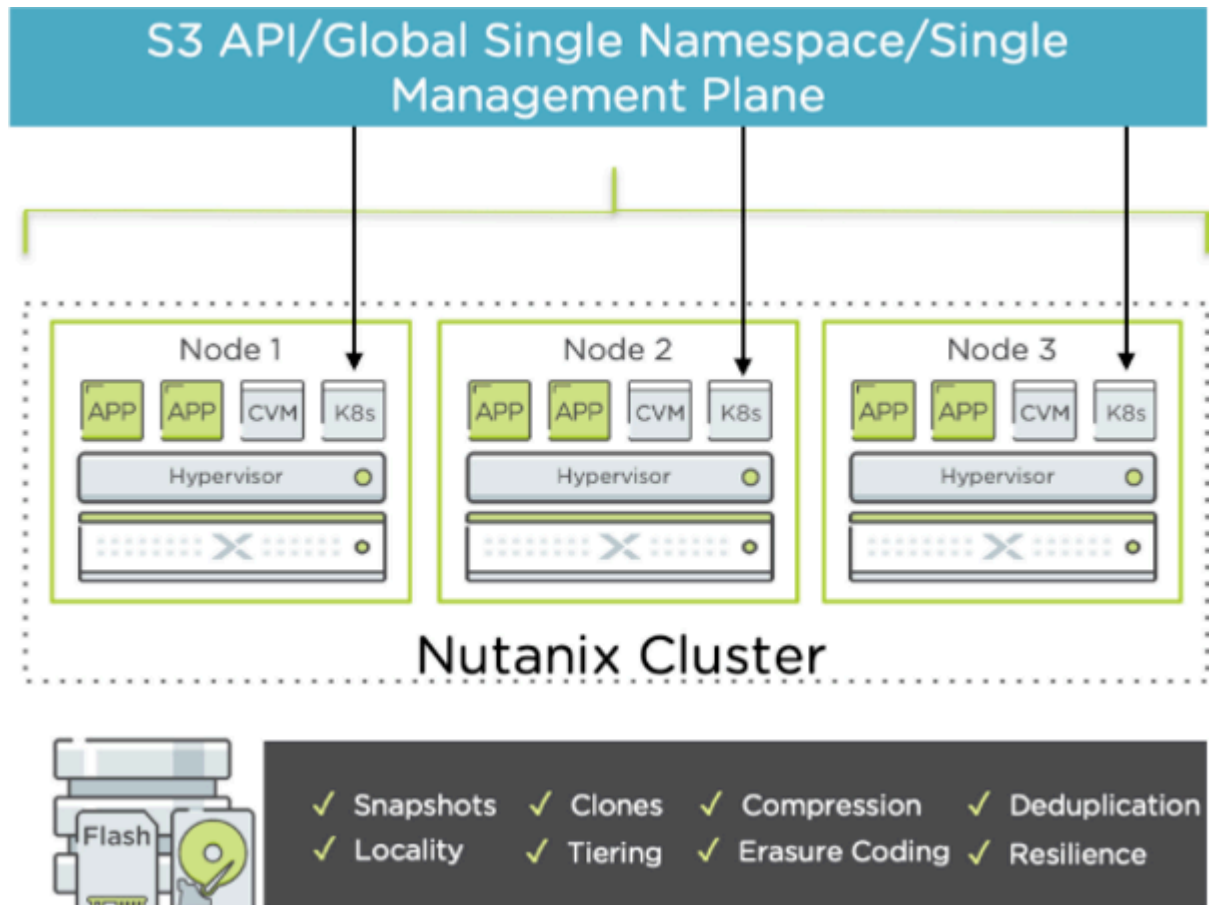 S3 API/Global Single Namespace/Single
Management Plane
Node 1
Node 2
Node 3
APP APP CVM K8s
APP APP CVM K8s
APP APP CVM K8s
Hypervisor
Hypervisor
Hypervisor
Nutanix Cluster
Flash
✓ Snapshots ✓ Clones ✓ Compression ✓ Deduplication
✓ Locality ✓ Tiering ✓ Erasure Coding ✓ Resilience